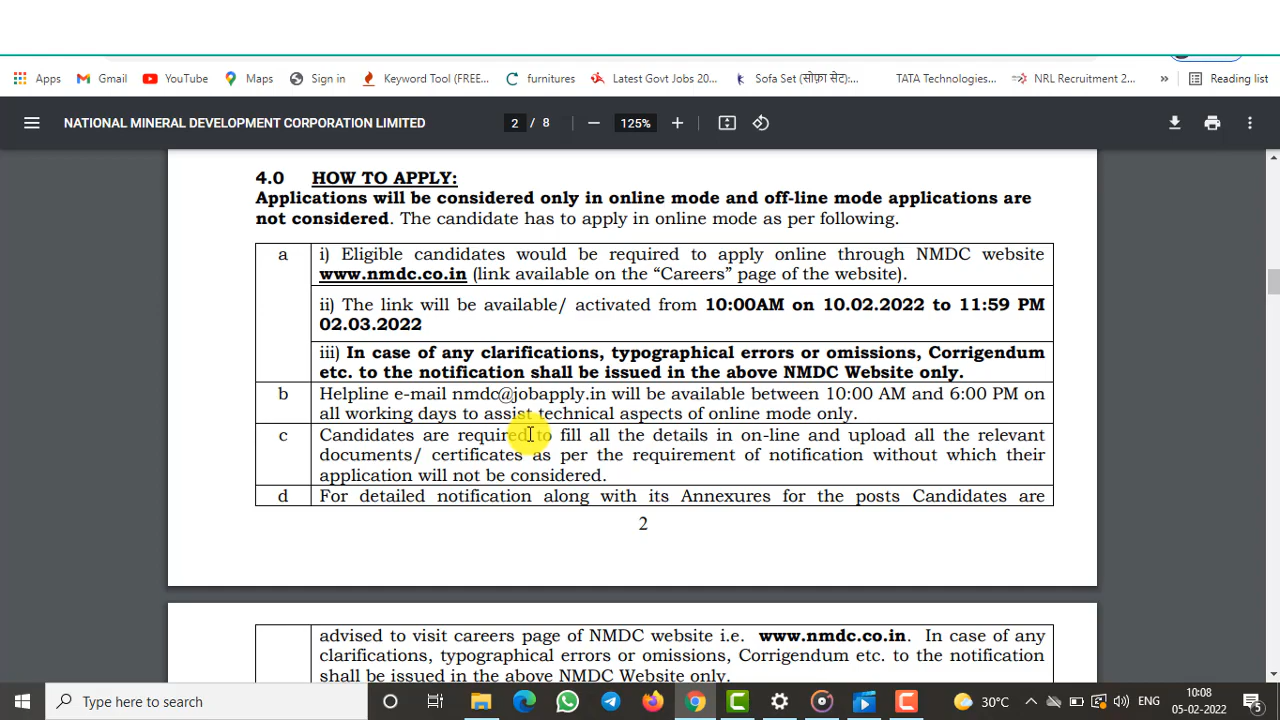 Apps
Gmail
YouTube
Maps
Sign in
Keyword Tool (FREE...
furnitures
Latest Govt Jobs 20...
Sofa Set (सोफ़ा सेट):...
TATA Technologies...
NRL Recruitment 2...
»
Reading list
NATIONAL MINERAL DEVELOPMENT CORPORATION LIMITED
2 / 8
125%
4.0 HOW TO APPLY:
Applications will be considered only in online mode and off-line mode applications are
not considered. The candidate has to apply in online mode as per following.
a
i) Eligible candidates would be required to apply online through NMDC website
www.nmdc.co.in (link available on the “Careers” page of the website).
ii) The link will be available/ activated from 10:00AM on 10.02.2022 to 11:59 PM
02.03.2022
iii) In case of any clarifications, typographical errors or omissions, Corrigendum
etc. to the notification shall be issued in the above NMDC Website only.
b
Helpline e-mail nmdc@jobapply.in will be available between 10:00 AM and 6:00 PM on
all working days to assist technical aspects of online mode only.
c
Candidates are required to fill all the details in on-line and upload all the relevant
documents/ certificates as per the requirement of notification without which their
application will not be considered.
d
For detailed notification along with its Annexures for the posts Candidates are
2
advised to visit careers page of NMDC website i.e. www.nmdc.co.in. In case of any
clarifications, typographical errors or omissions, Corrigendum etc. to the notification
shall be issued in the above NMDC Website only.
Type here to search
30°C
ENG
10:08
05-02-2022
5